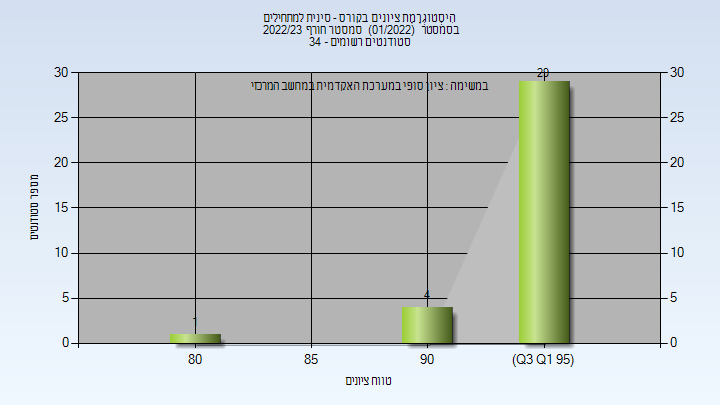 היסטוגרמת ציונים בקורס - סינית למתחילים
בסמסטר (01/2022) סמסטר חורף 2022/23
סטודנטים רשומים - 34
במשימה : ציון סופי במערכת האקדמית במחשב המרכזי
30 30
25 25
20 20
15 15
10 10
5 5
0 0
29
4
1
80 85 90 (Q3 Q1 95)
מספר סטודנטים
טווח ציונים